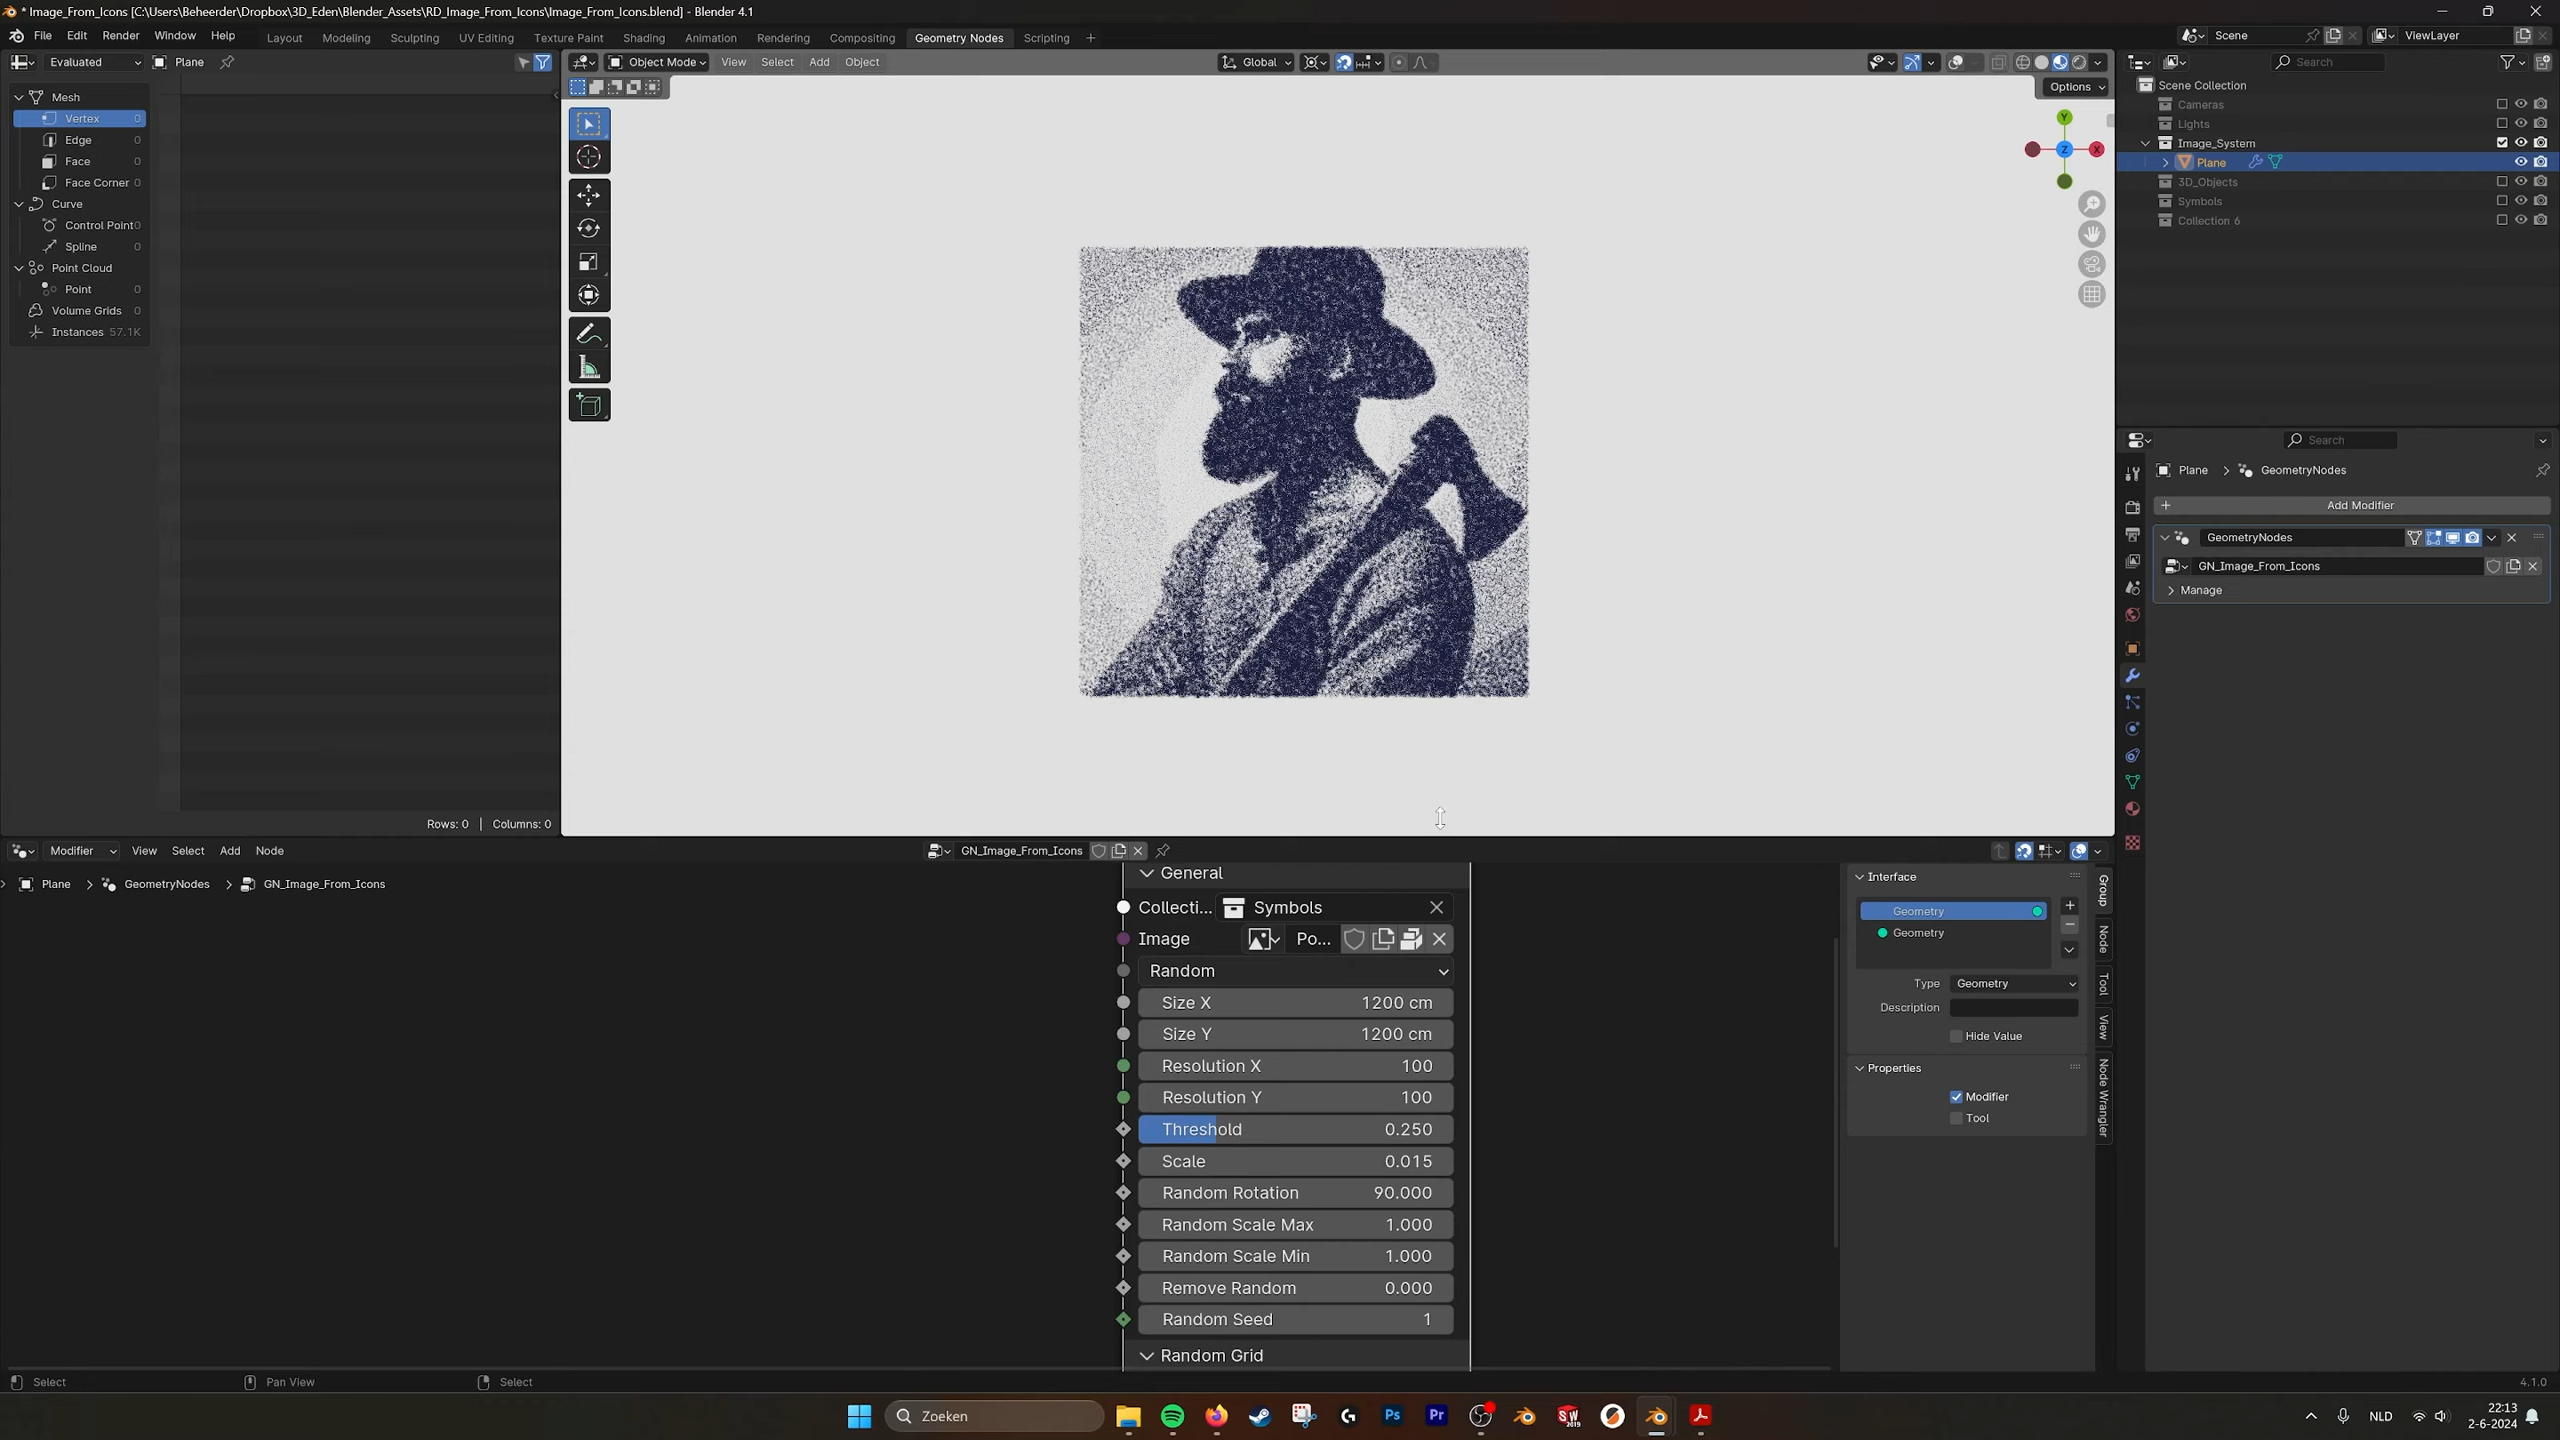 * Image_From_Icons [C:\Users\Beheerder\Dropbox\3D_Eden\Blender_Assets\RD_Image_From_Icons\Image_From_Icons.blend] - Blender 4.1
File Edit Render Window Help
Layout Modeling Sculpting UV Editing Texture Paint Shading Animation Rendering Compositing Geometry Nodes Scripting +
Scene
ViewLayer
Evaluated Plane
Object Mode View Select Add Object
Global
Options
Search
Mesh
Vertex 0
Edge 0
Face 0
Face Corner 0
Curve
Control Point 0
Spline 0
Point Cloud
Point 0
Volume Grids 0
Instances 57.1K
Rows: 0 | Columns: 0
Y
Z
X
Scene Collection
Cameras
Lights
Image_System
Plane
3D_Objects
Symbols
Collection 6
Search
Plane > GeometryNodes
Add Modifier
GeometryNodes
GN_Image_From_Icons
Manage
Modifier View Select Add Node
GN_Image_From_Icons
Plane > GeometryNodes > GN_Image_From_Icons
General
Collecti... Symbols
Image Po...
Random
Size X 1200 cm
Size Y 1200 cm
Resolution X 100
Resolution Y 100
Threshold 0.250
Scale 0.015
Random Rotation 90.000
Random Scale Max 1.000
Random Scale Min 1.000
Remove Random 0.000
Random Seed 1
Random Grid
Interface
Geometry
Geometry
Type Geometry
Description
Hide Value
Properties
Modifier
Tool
Group
Node
Tool
View
Node Wrangler
Select Pan View Select
4.1.0
Zoeken
Ps
Pr
SW
2019
NLD
22:13
2-6-2024